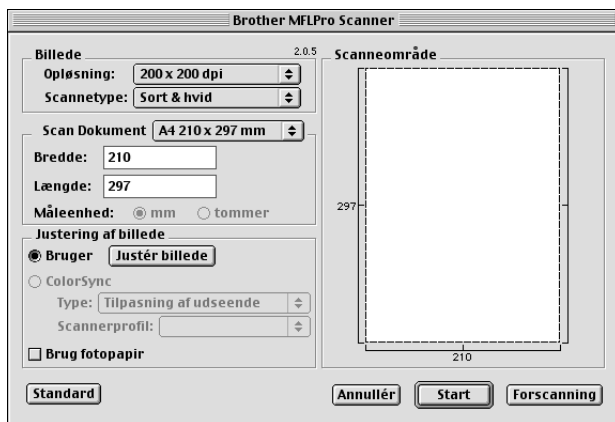 Brother MFLPro Scanner
Billede 2.0.5
Opløsning: 200 x 200 dpi
Scannetype: Sort & hvid
Scan Dokument A4 210 x 297 mm
Bredde: 210
Længde: 297
Måleenhed: mm tommer
Justering af billede
Bruger Justér billede
ColorSync
Type: Tilpasning af udseende
Scannerprofil:
Brug fotopapir
Scanneområde
297
210
Standard Annullér Start Forscanning